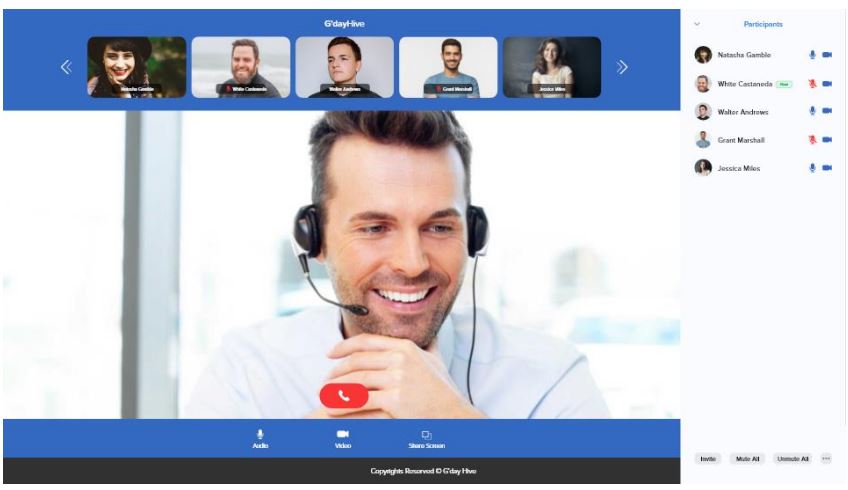 G'dayHive
Natasha Gamble
White Castaneda
Walter Andrews
Grant Marshall
Jessica Miles
Audio
Video
Share Screen
Copyrights Reserved © G'day Hive
Participants
Natasha Gamble
White Castaneda Host
Walter Andrews
Grant Marshall
Jessica Miles
Invite
Mute All
Unmute All